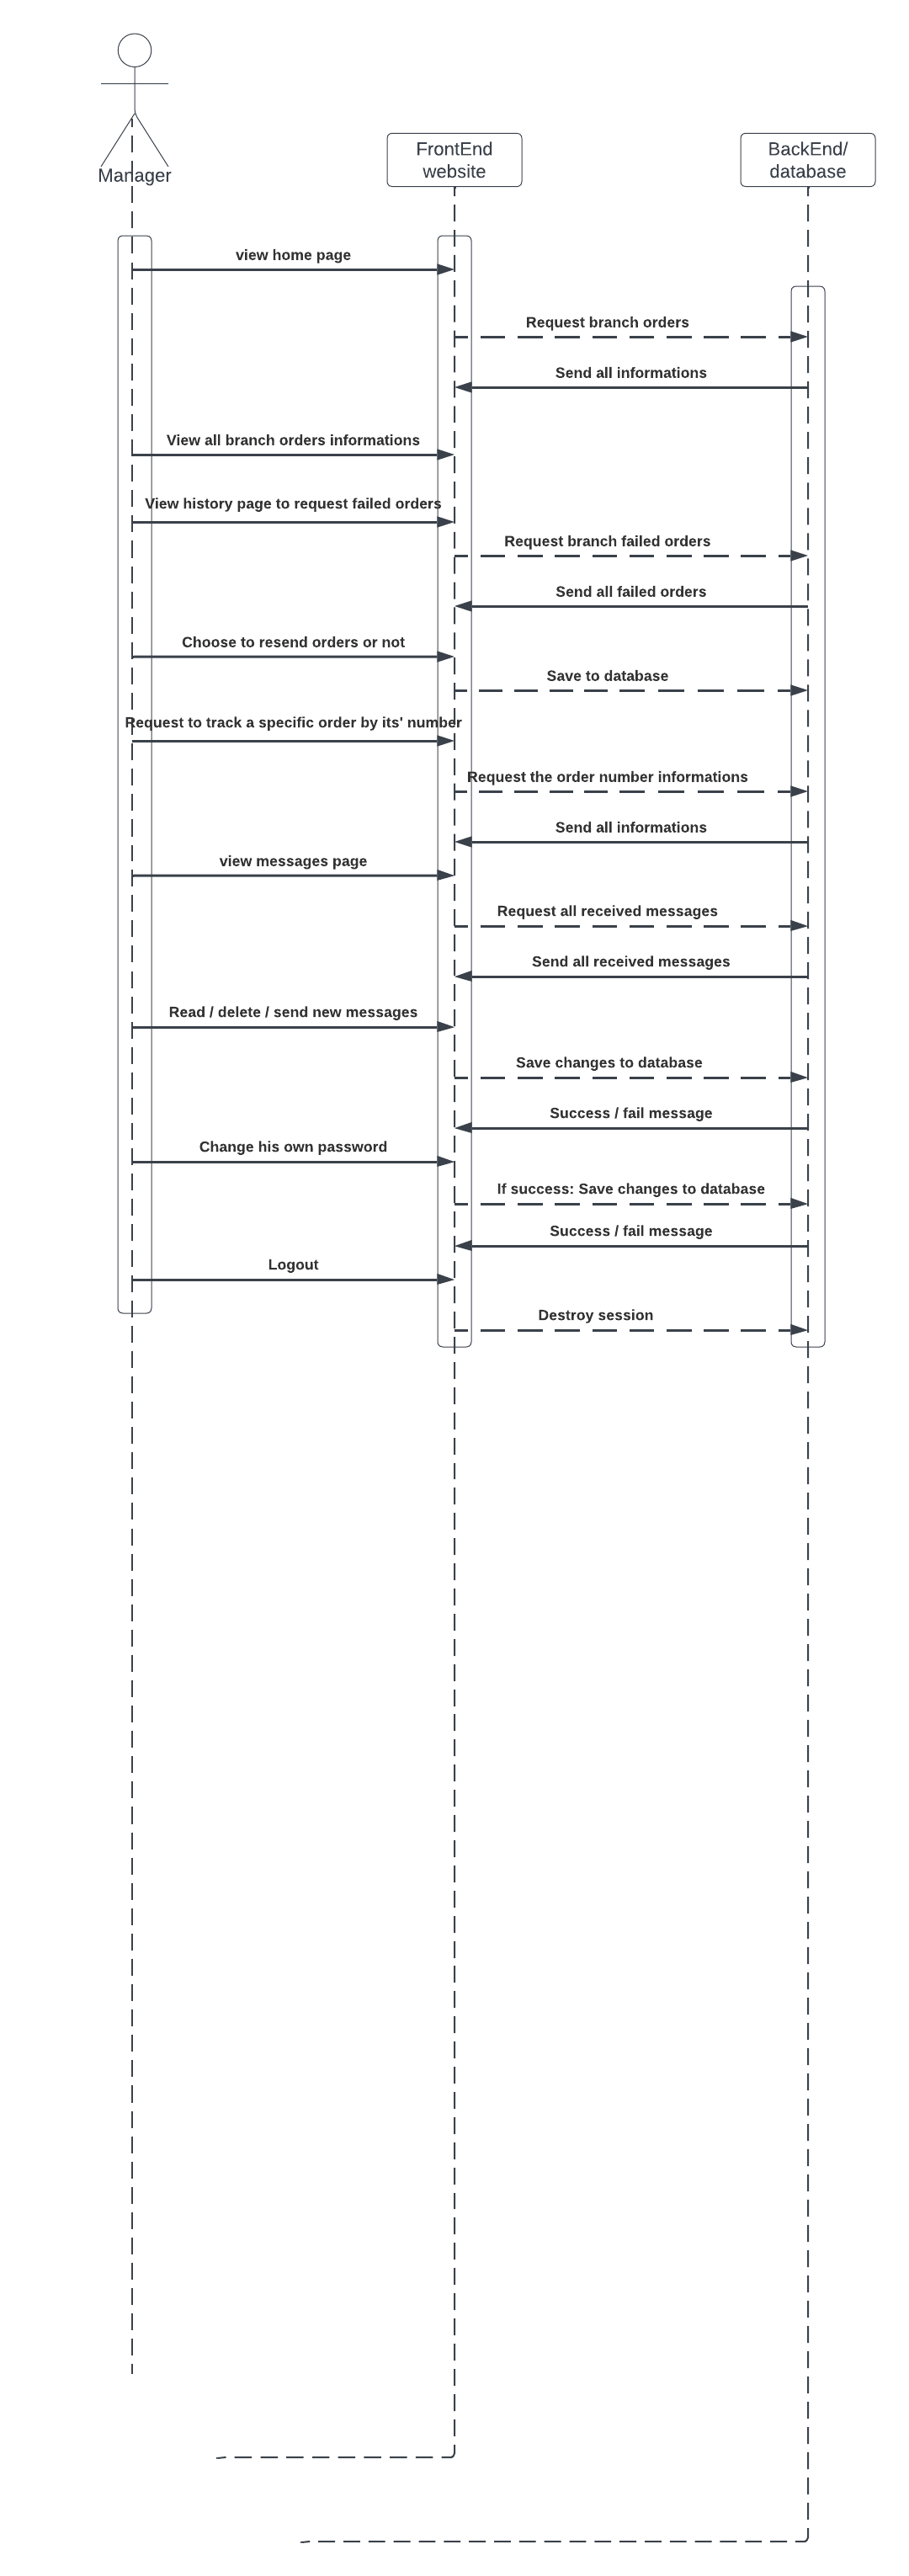 Manager
FrontEnd
website
BackEnd/
database
view home page
Request branch orders
Send all informations
View all branch orders informations
View history page to request failed orders
Request branch failed orders
Send all failed orders
Choose to resend orders or not
Save to database
Request to track a specific order by its' number
Request the order number informations
Send all informations
view messages page
Request all received messages
Send all received messages
Read / delete / send new messages
Save changes to database
Success / fail message
Change his own password
If success: Save changes to database
Success / fail message
Logout
Destroy session